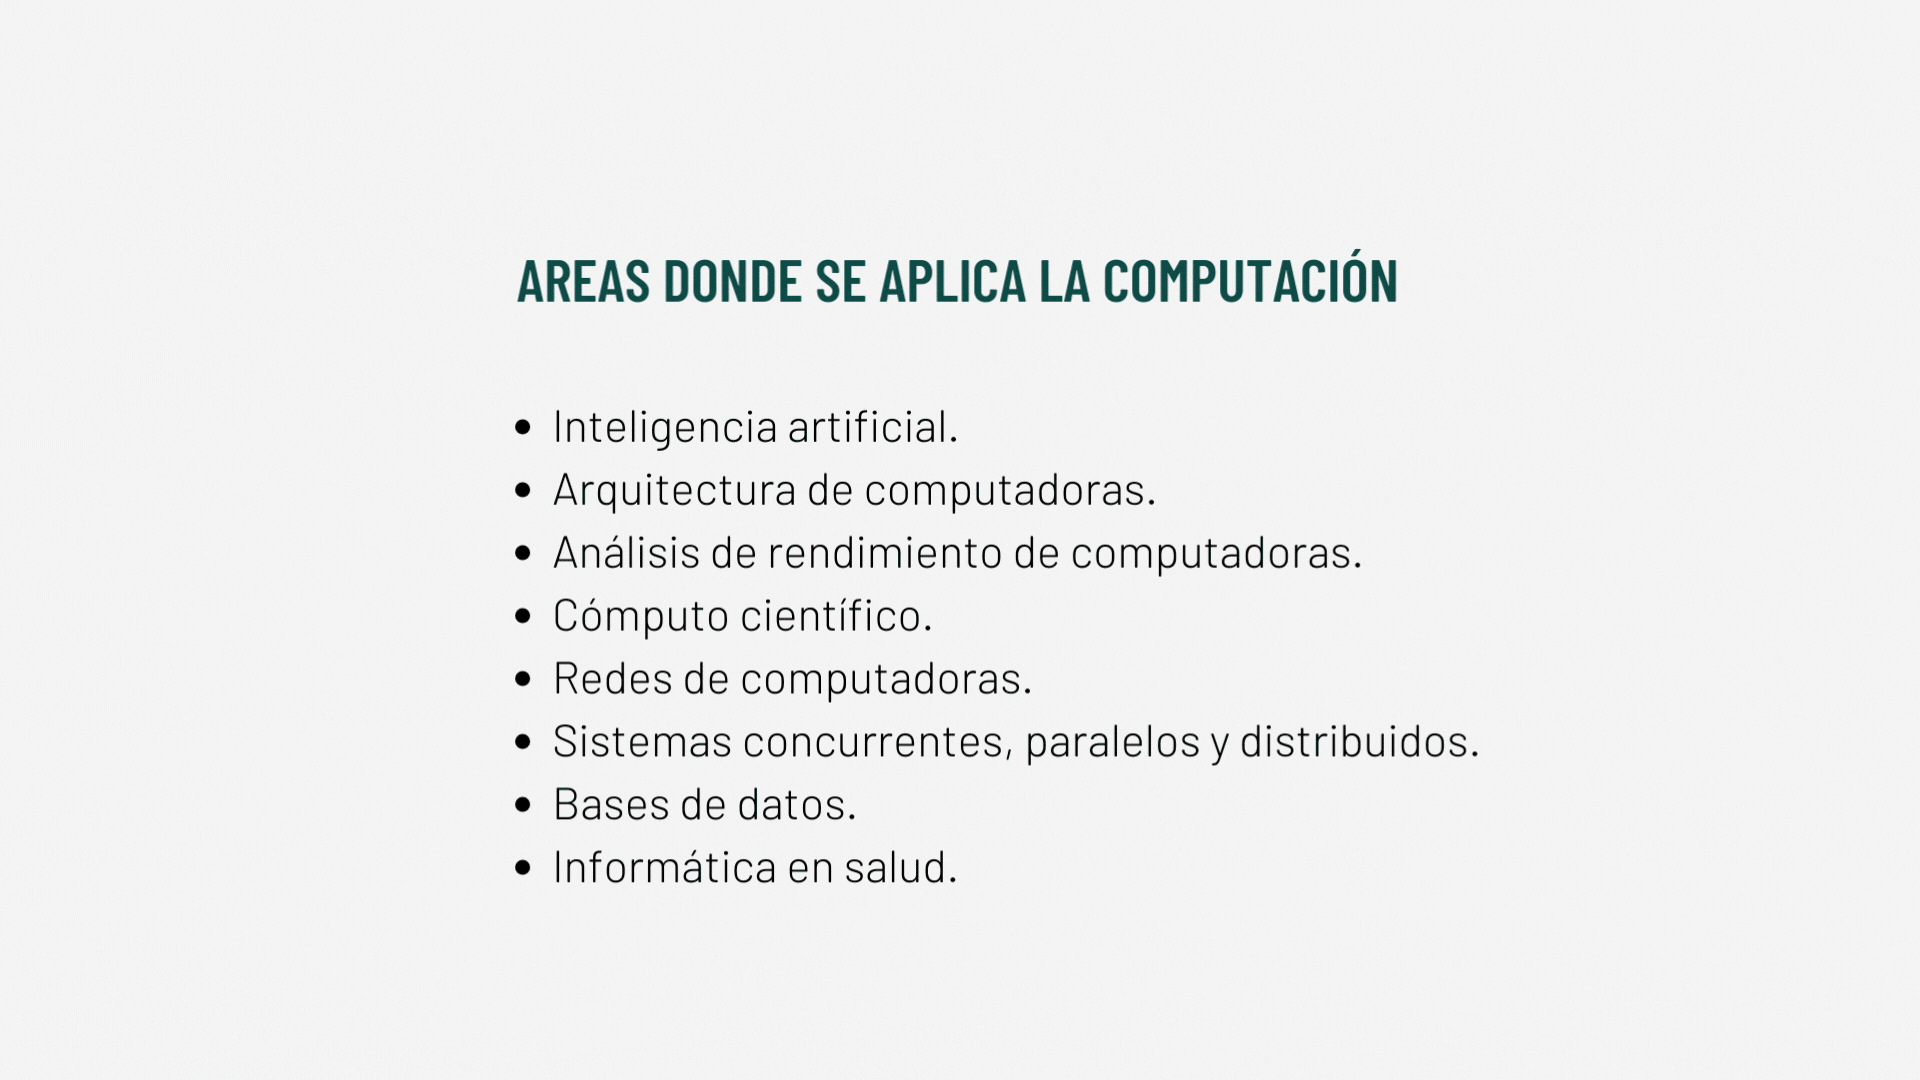 AREAS DONDE SE APLICA LA COMPUTACIÓN
• Inteligencia artificial.
• Arquitectura de computadoras.
• Análisis de rendimiento de computadoras.
• Cómputo científico.
• Redes de computadoras.
• Sistemas concurrentes, paralelos y distribuidos.
• Bases de datos.
• Informática en salud.